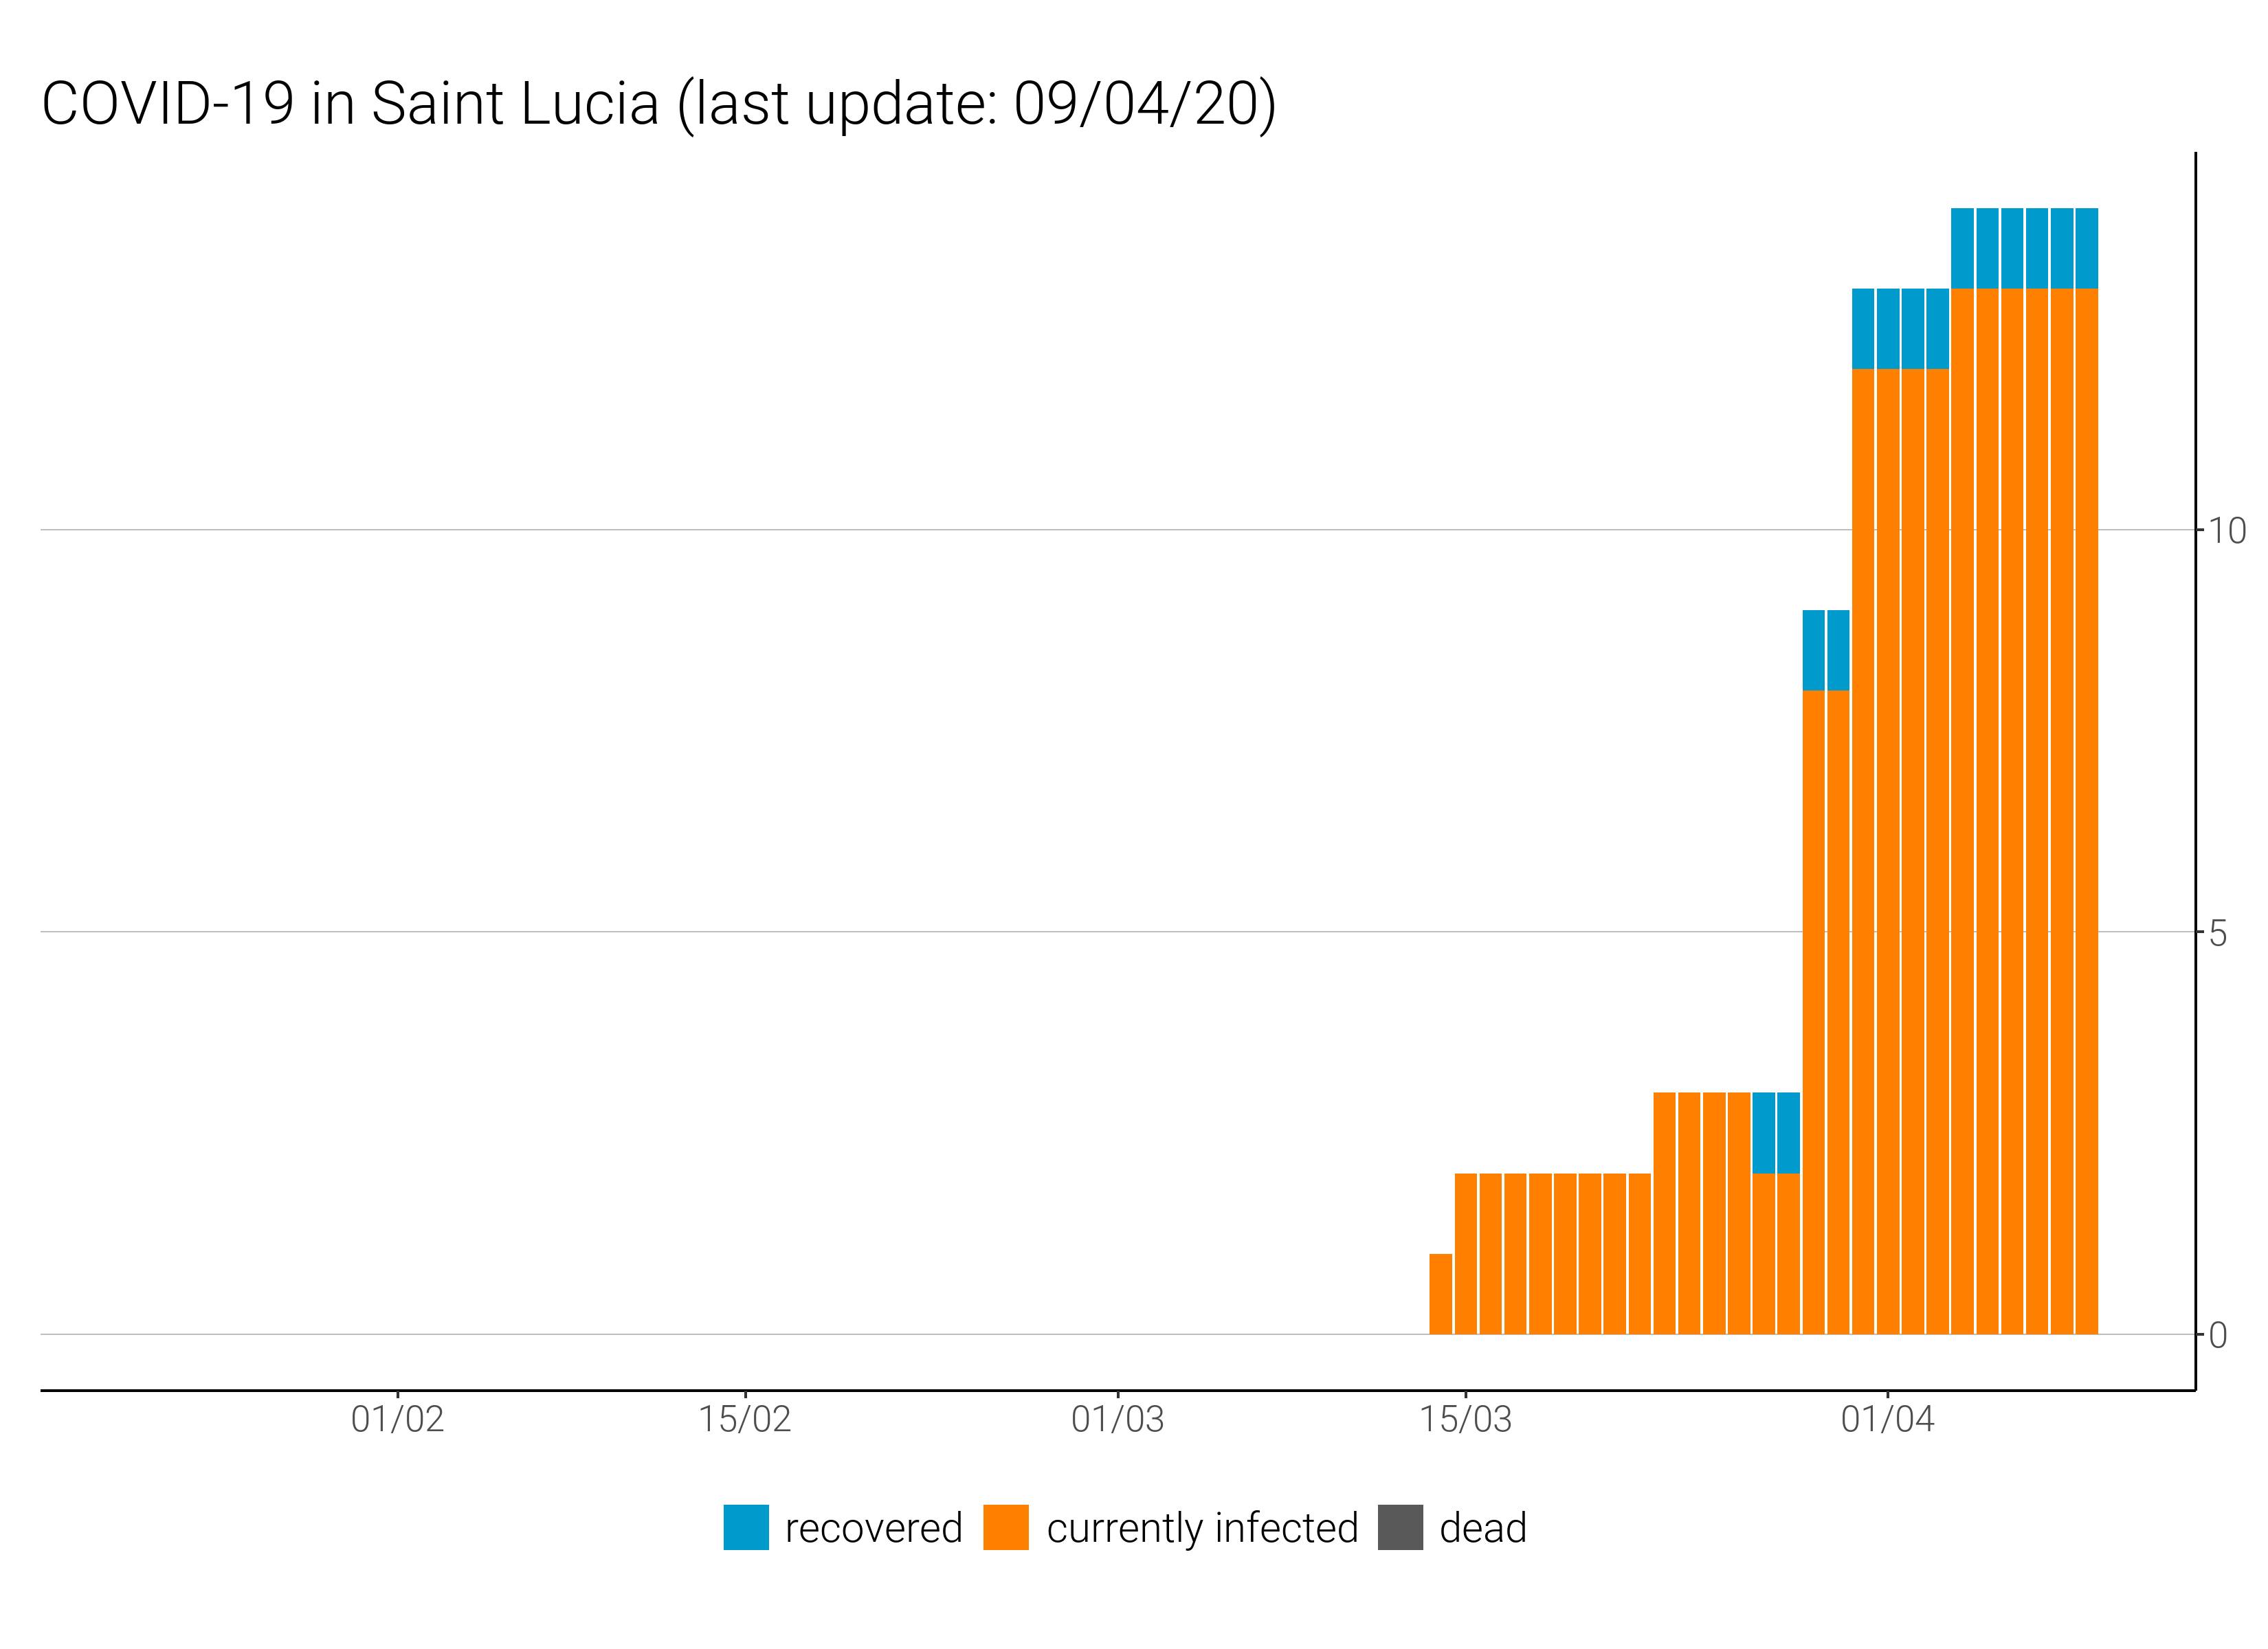 COVID-19 in Saint Lucia (last update: 09/04/20)
10
5
0
01/02 15/02 01/03 15/03 01/04
recovered currently infected dead